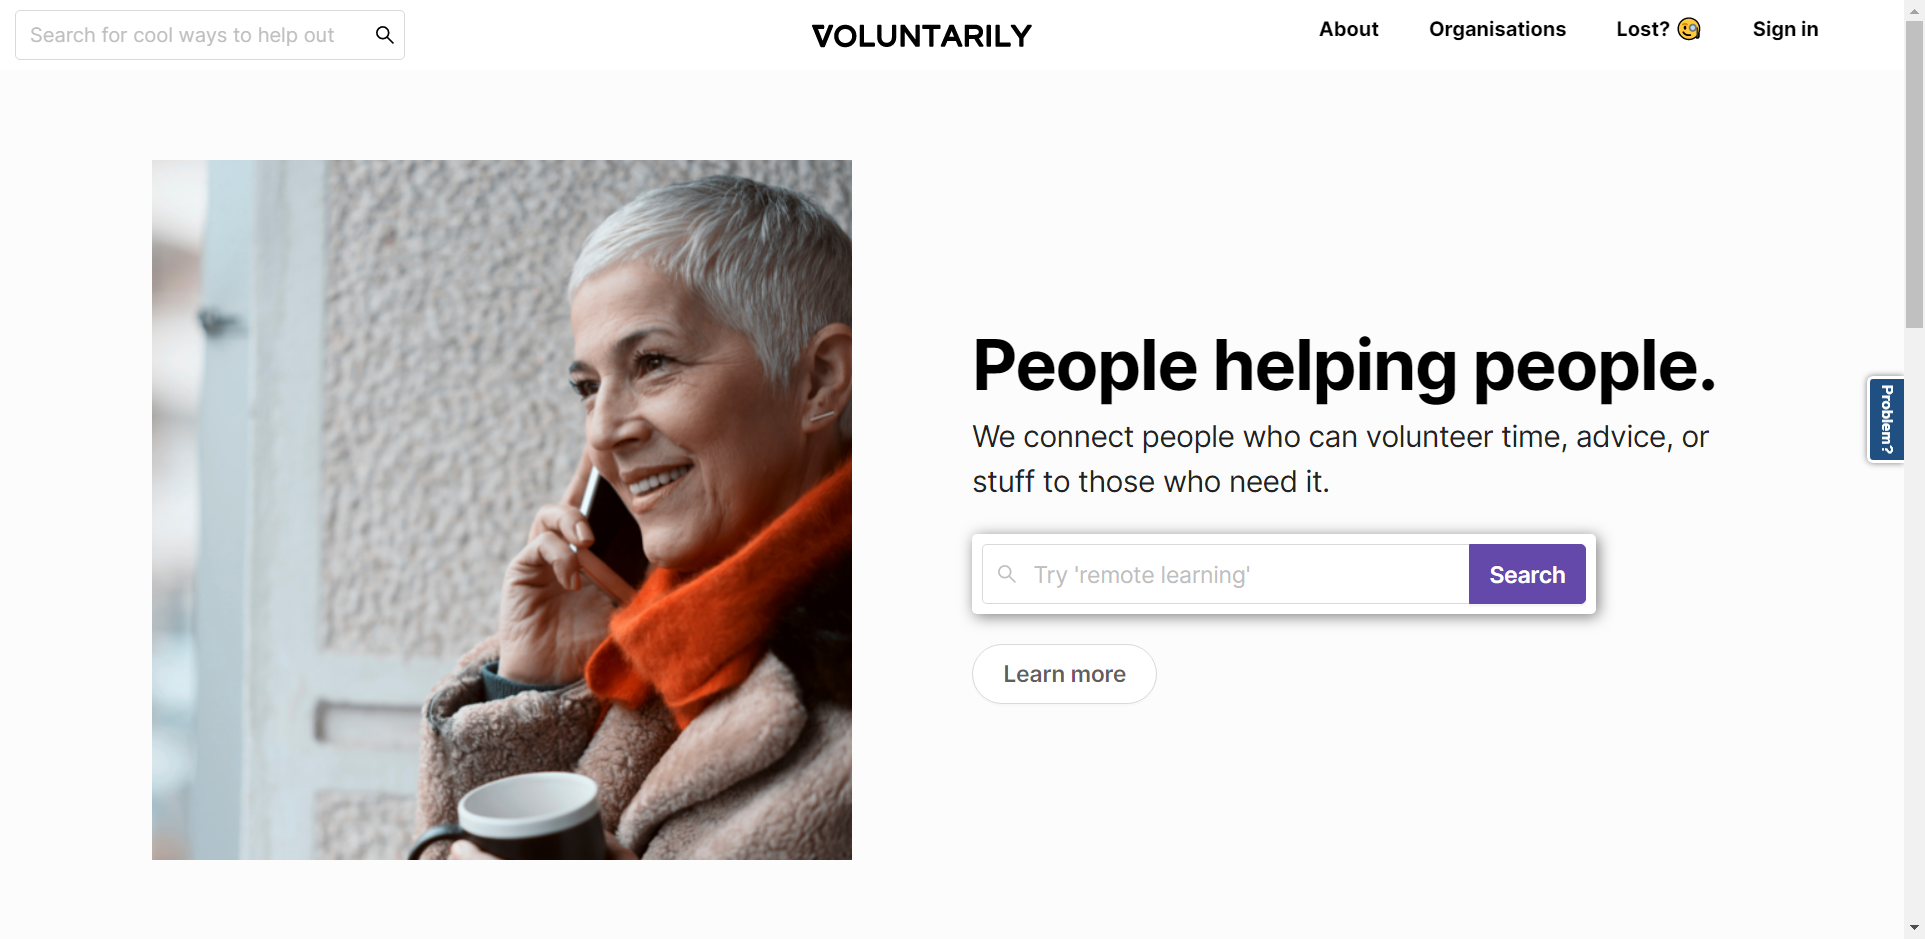 Search for cool ways to help out
VOLUNTARILY
About
Organisations
Lost? 🧐
Sign in
People helping people.
We connect people who can volunteer time, advice, or
stuff to those who need it.
Try 'remote learning'
Search
Learn more
Problem?